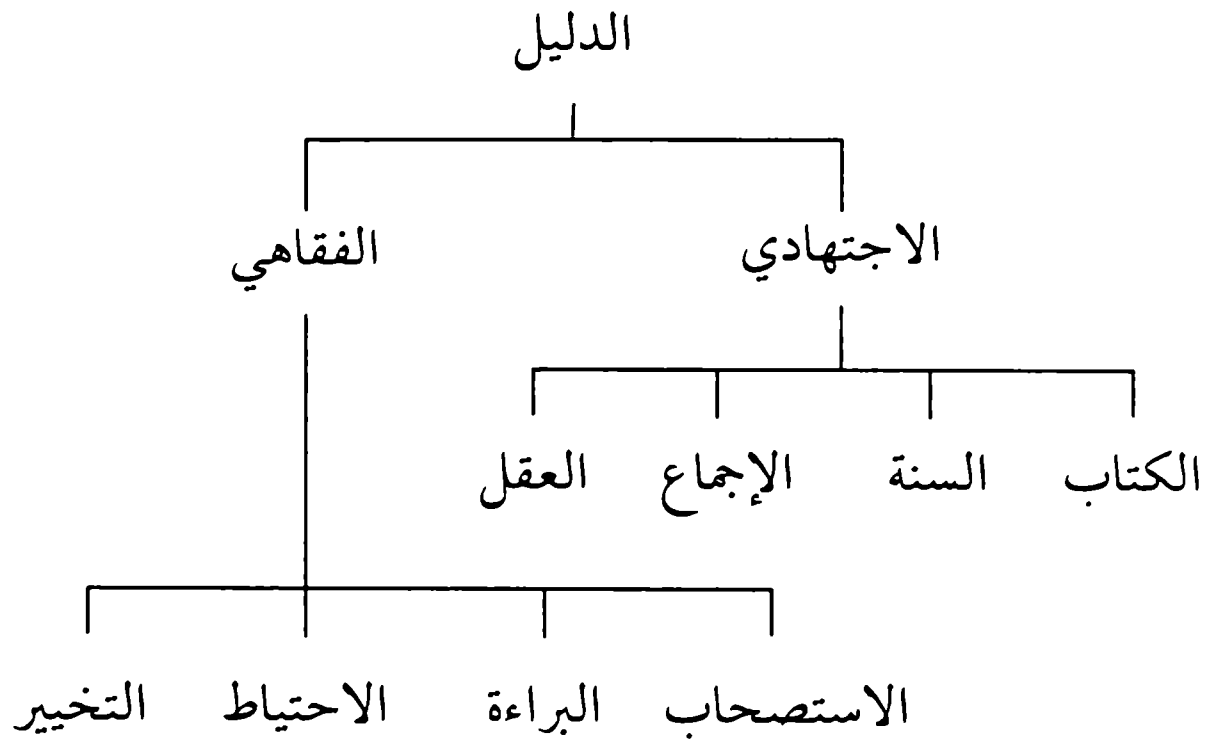 الدليل
الاجتهادي الفقاهي
الكتاب السنة الإجماع العقل
الاستصحاب البراءة الاحتياط التخيير